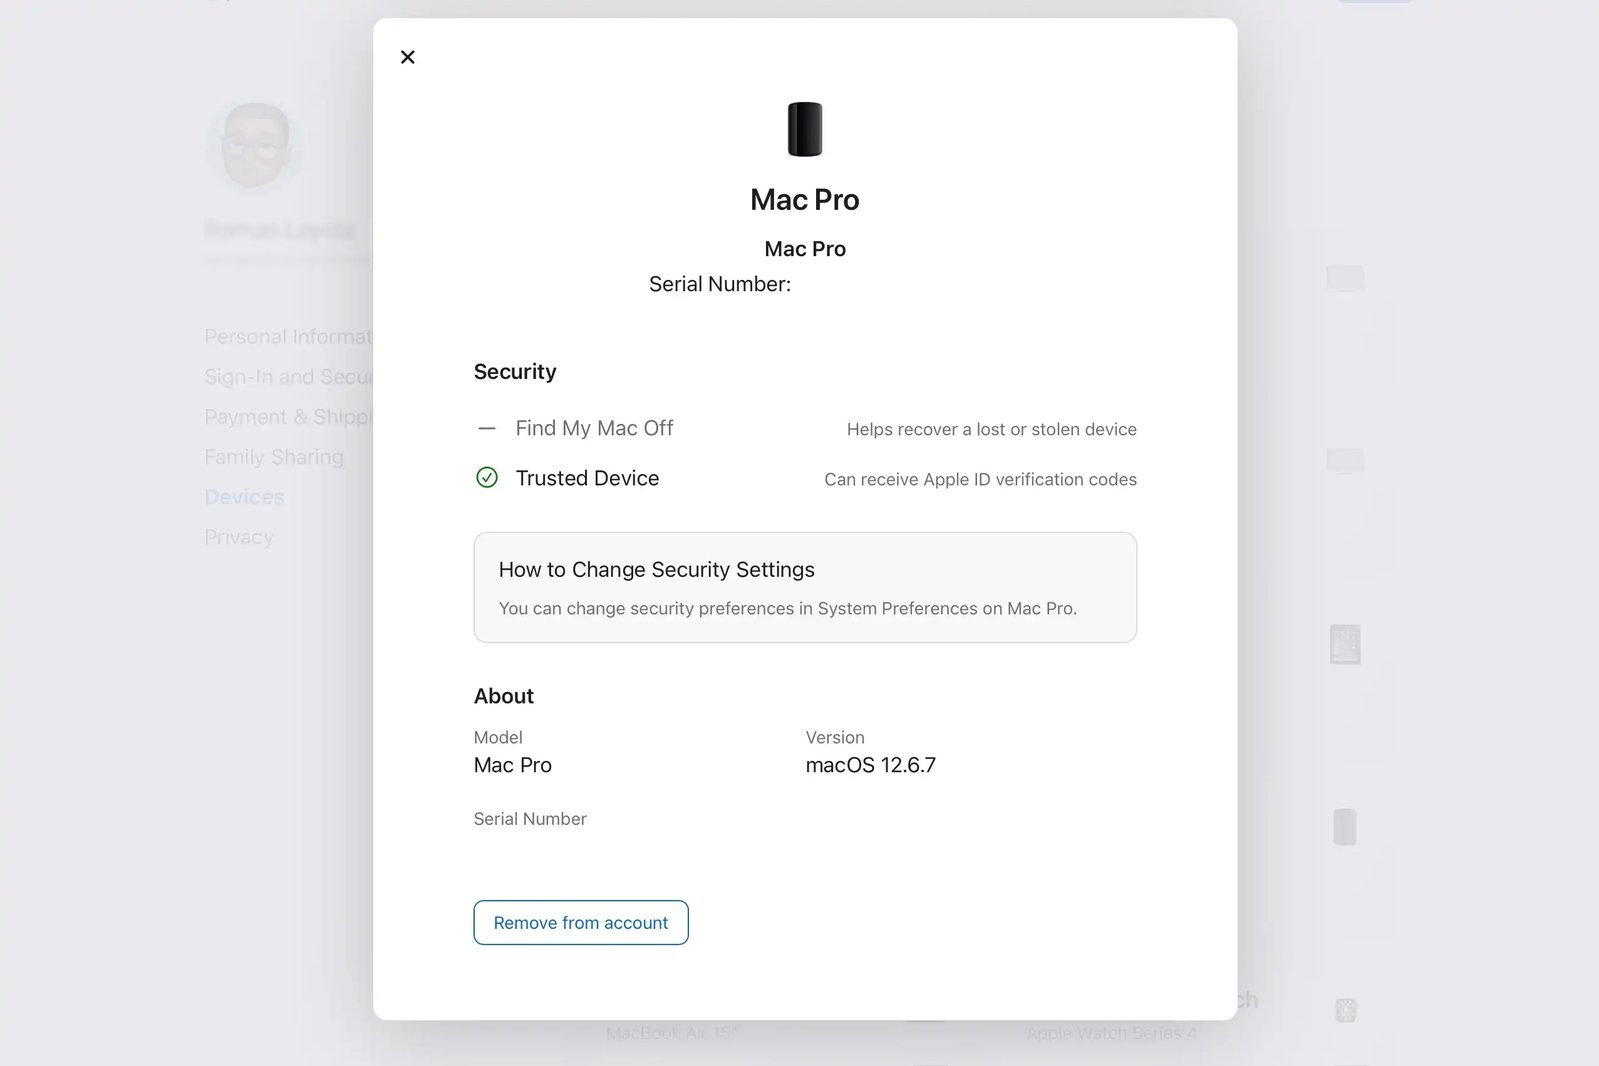 Mac Pro
Mac Pro
Serial Number:
Security
Find My Mac Off
Helps recover a lost or stolen device
Trusted Device
Can receive Apple ID verification codes
How to Change Security Settings
You can change security preferences in System Preferences on Mac Pro.
About
Model
Version
Mac Pro
macOS 12.6.7
Serial Number
Remove from account
Roman Loyola
Personal Informat
Sign-In and Secu
Payment & Shipp
Family Sharing
Devices
Privacy
ch
MacBook Air 15"
Apple Watch Series 4